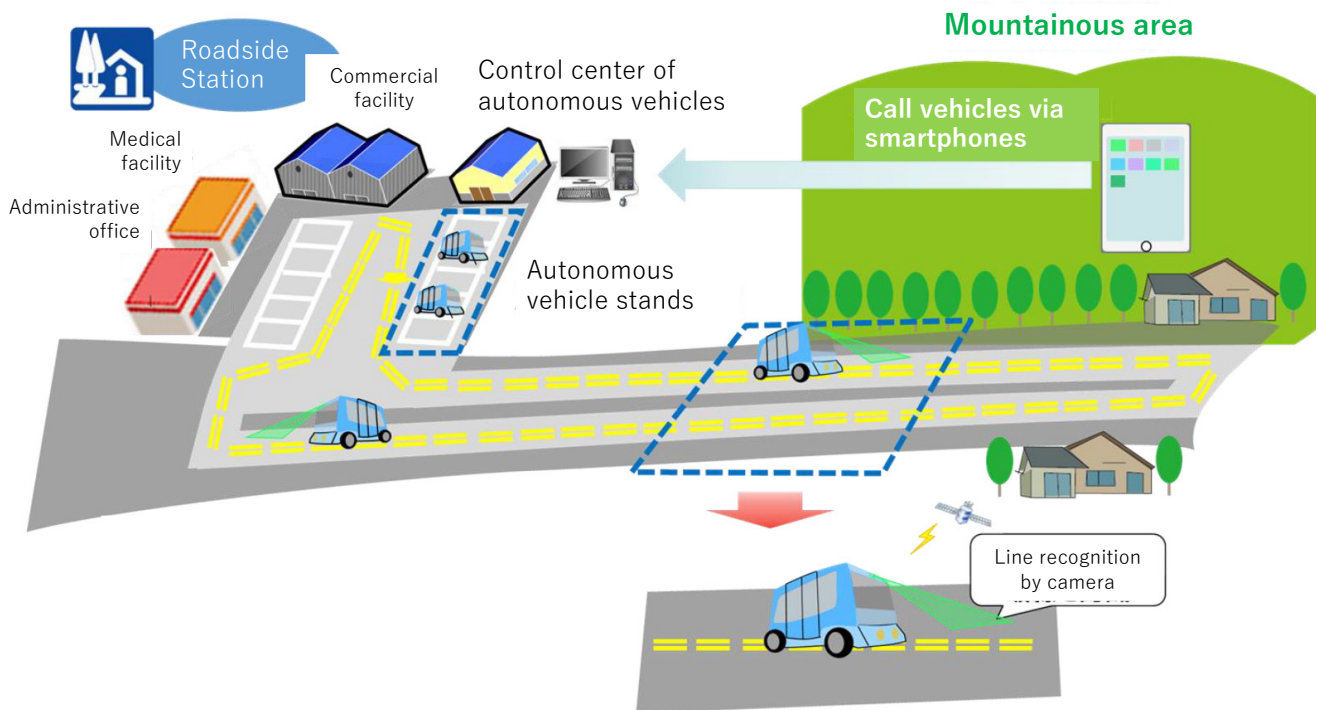 Mountainous area
Roadside
Station
Commercial
facility
Control center of
autonomous vehicles
Call vehicles via
smartphones
Medical
facility
Administrative
office
Autonomous
vehicle stands
Line recognition
by camera